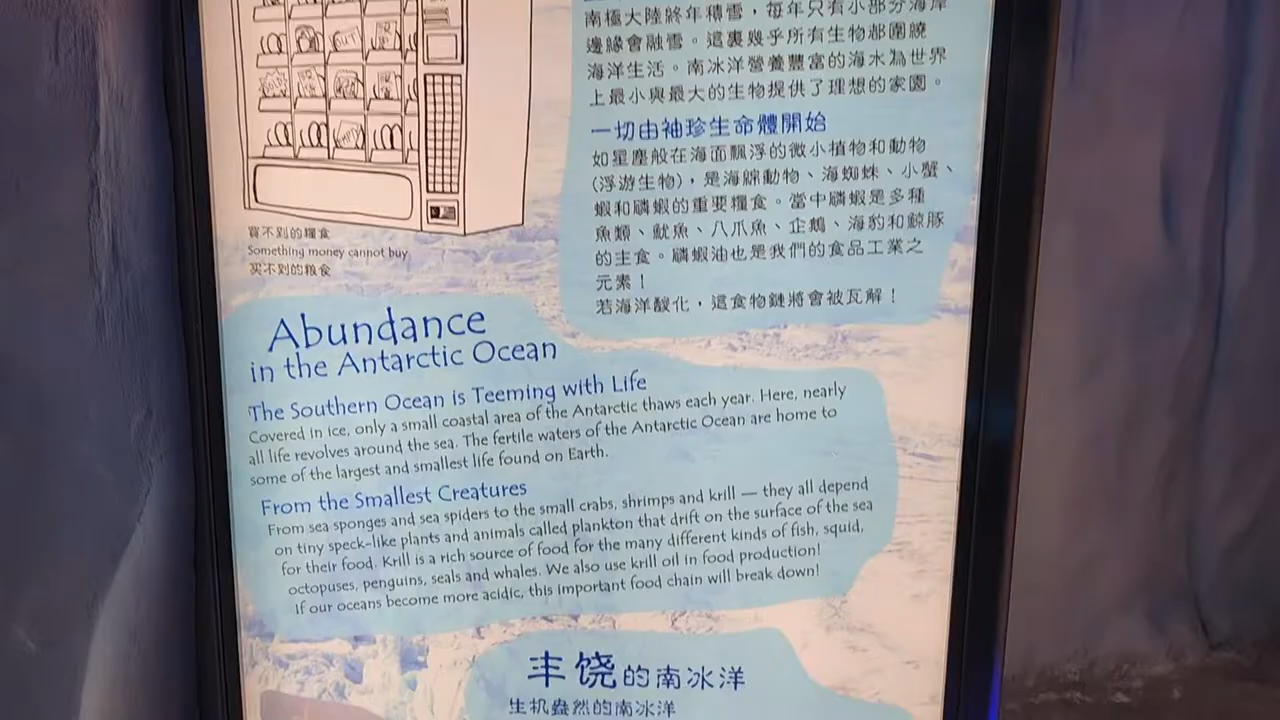 南極大陸終年積雪，每年只有小部分海岸
邊緣會融雪。這裏幾乎所有生物都圍繞
海洋生活。南冰洋營養豐富的海水為世界
上最小與最大的生物提供了理想的家園。
一切由袖珍生命體開始
如星塵般在海面飄浮的微小植物和動物
(浮游生物)，是海綿動物、海蜘蛛、小蟹、
蝦和磷蝦的重要糧食。當中磷蝦是多種
魚類、魷魚、八爪魚、企鵝、海豹和鯨豚
的主食。磷蝦油也是我們的食品工業之
元素！
若海洋酸化，這食物鏈將會被瓦解！
買不到的糧食
Something money cannot buy
买不到的粮食
Abundance
in the Antarctic Ocean
The Southern Ocean is Teeming with Life
Covered in ice, only a small coastal area of the Antarctic thaws each year. Here, nearly
all life revolves around the sea. The fertile waters of the Antarctic Ocean are home to
some of the largest and smallest life found on Earth.
From the Smallest Creatures
From sea sponges and sea spiders to the small crabs, shrimps and krill — they all depend
on tiny speck-like plants and animals called plankton that drift on the surface of the sea
for their food. Krill is a rich source of food for the many different kinds of fish, squid,
octopuses, penguins, seals and whales. We also use krill oil in food production!
If our oceans become more acidic, this important food chain will break down!
丰饶的南冰洋
生机盎然的南冰洋